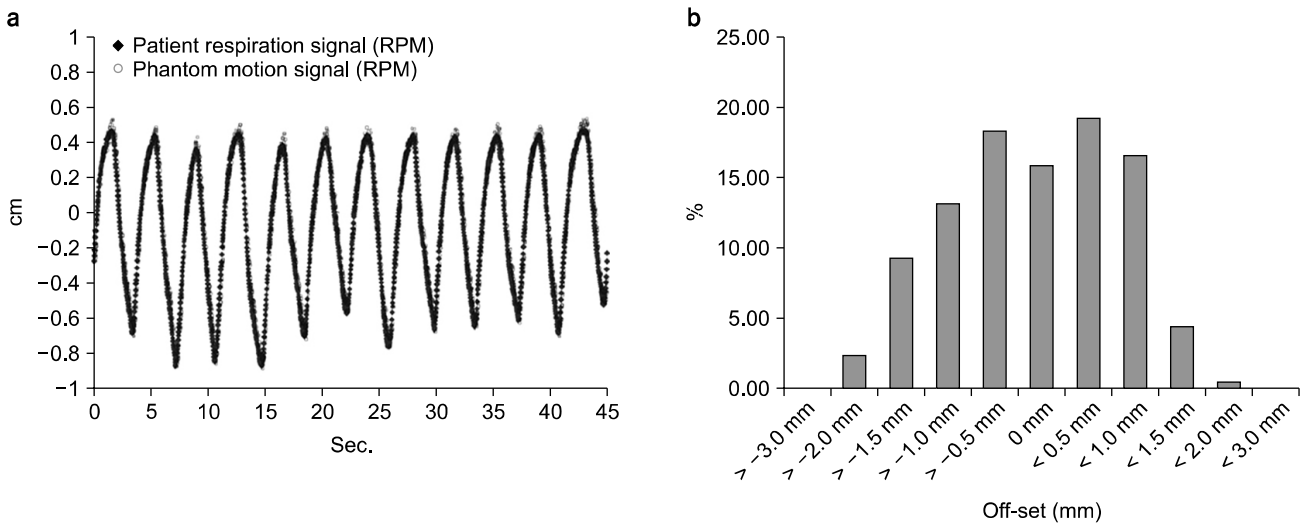 a
1
0.8
0.6
0.4
0.2
0
−0.2
−0.4
−0.6
−0.8
−1
cm
Patient respiration signal (RPM)
Phantom motion signal (RPM)
0 5 10 15 20 25 30 35 40 45
Sec.
b
25.00
20.00
15.00
10.00
5.00
0.00
%
> −3.0 mm
> −2.0 mm
> −1.5 mm
> −1.0 mm
> −0.5 mm
0 mm
< 0.5 mm
< 1.0 mm
< 1.5 mm
< 2.0 mm
< 3.0 mm
Off-set (mm)